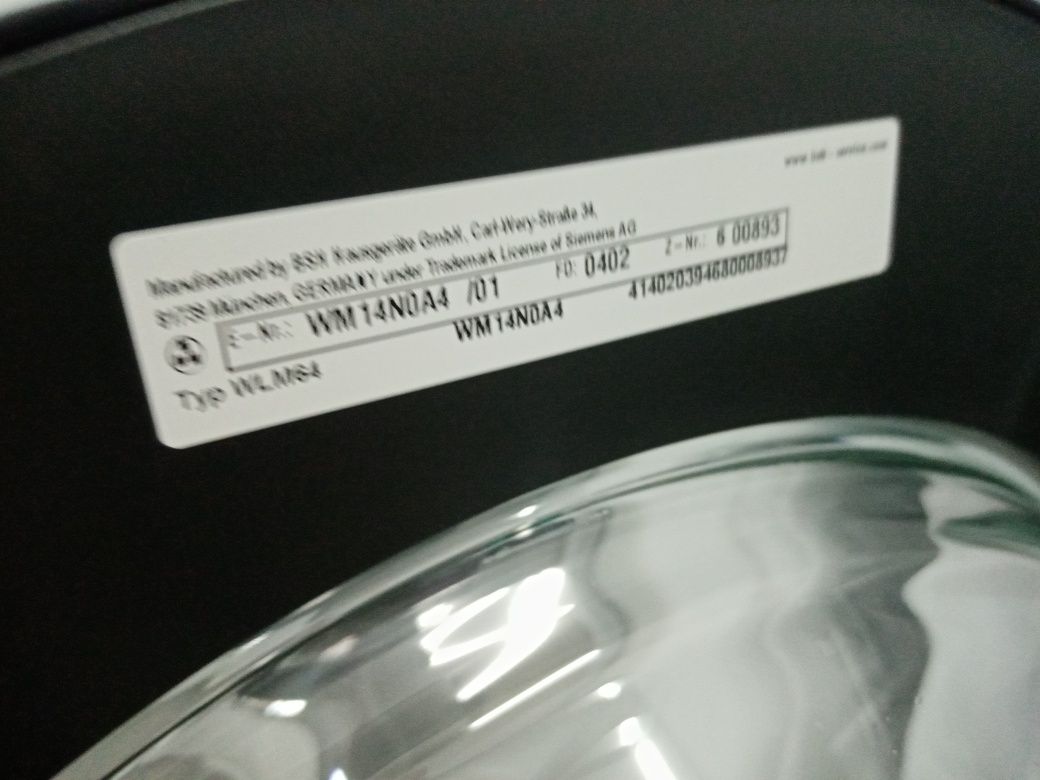 www.bsh-service.com
Manufactured by BSH Hausgeräte GmbH, Carl-Wery-Straße 34,
81739 München, GERMANY under Trademark License of Siemens AG
E-Nr.: WM14N0A4 /01 FD: 0402 Z-Nr.: 6 00893
Typ WLM64 WM14N0A4 414020394680008937